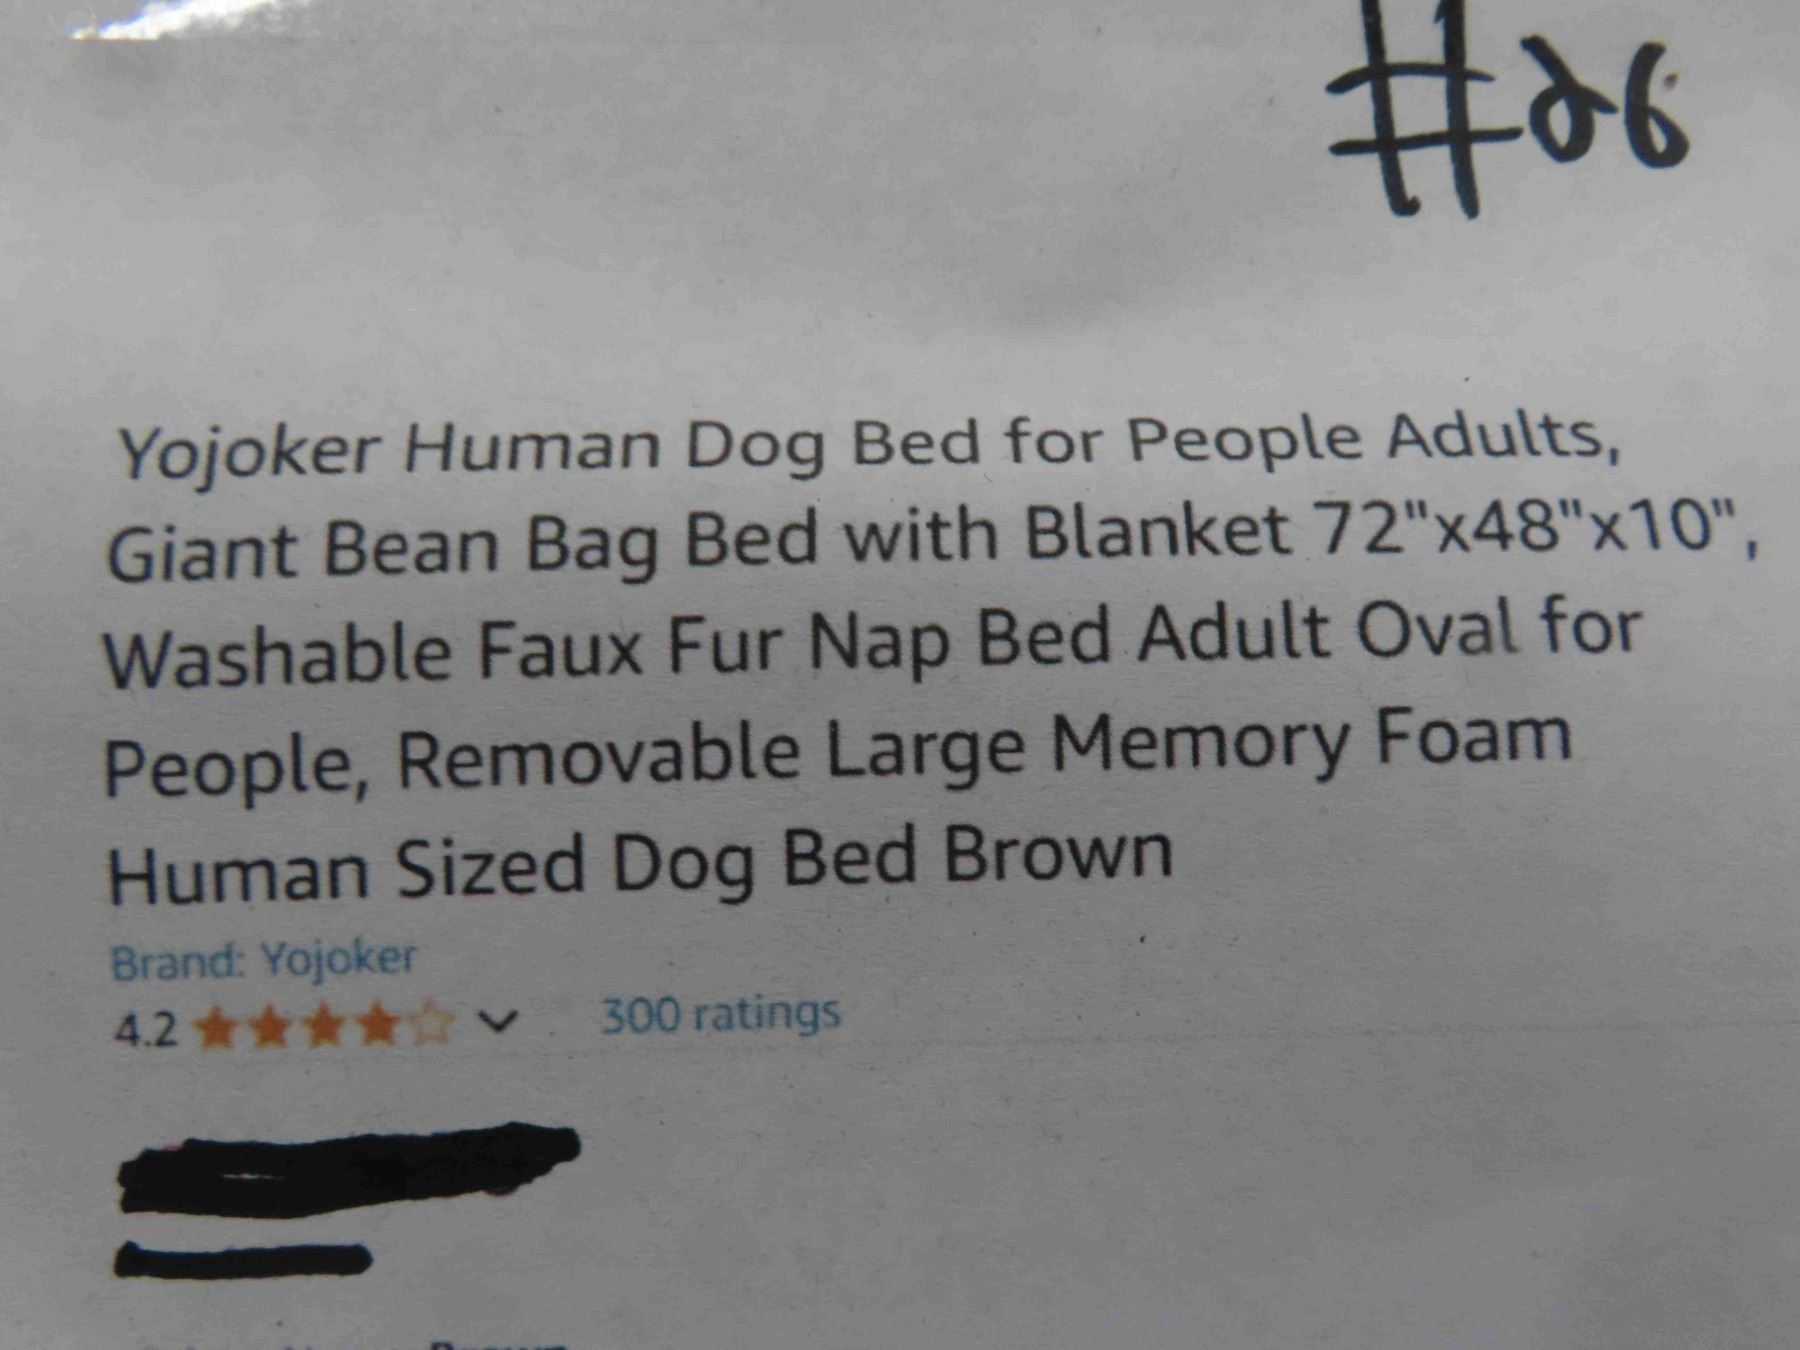 #26
Yojoker Human Dog Bed for People Adults,
Giant Bean Bag Bed with Blanket 72"x48"x10",
Washable Faux Fur Nap Bed Adult Oval for
People, Removable Large Memory Foam
Human Sized Dog Bed Brown
Brand: Yojoker
4.2 300 ratings
Brown